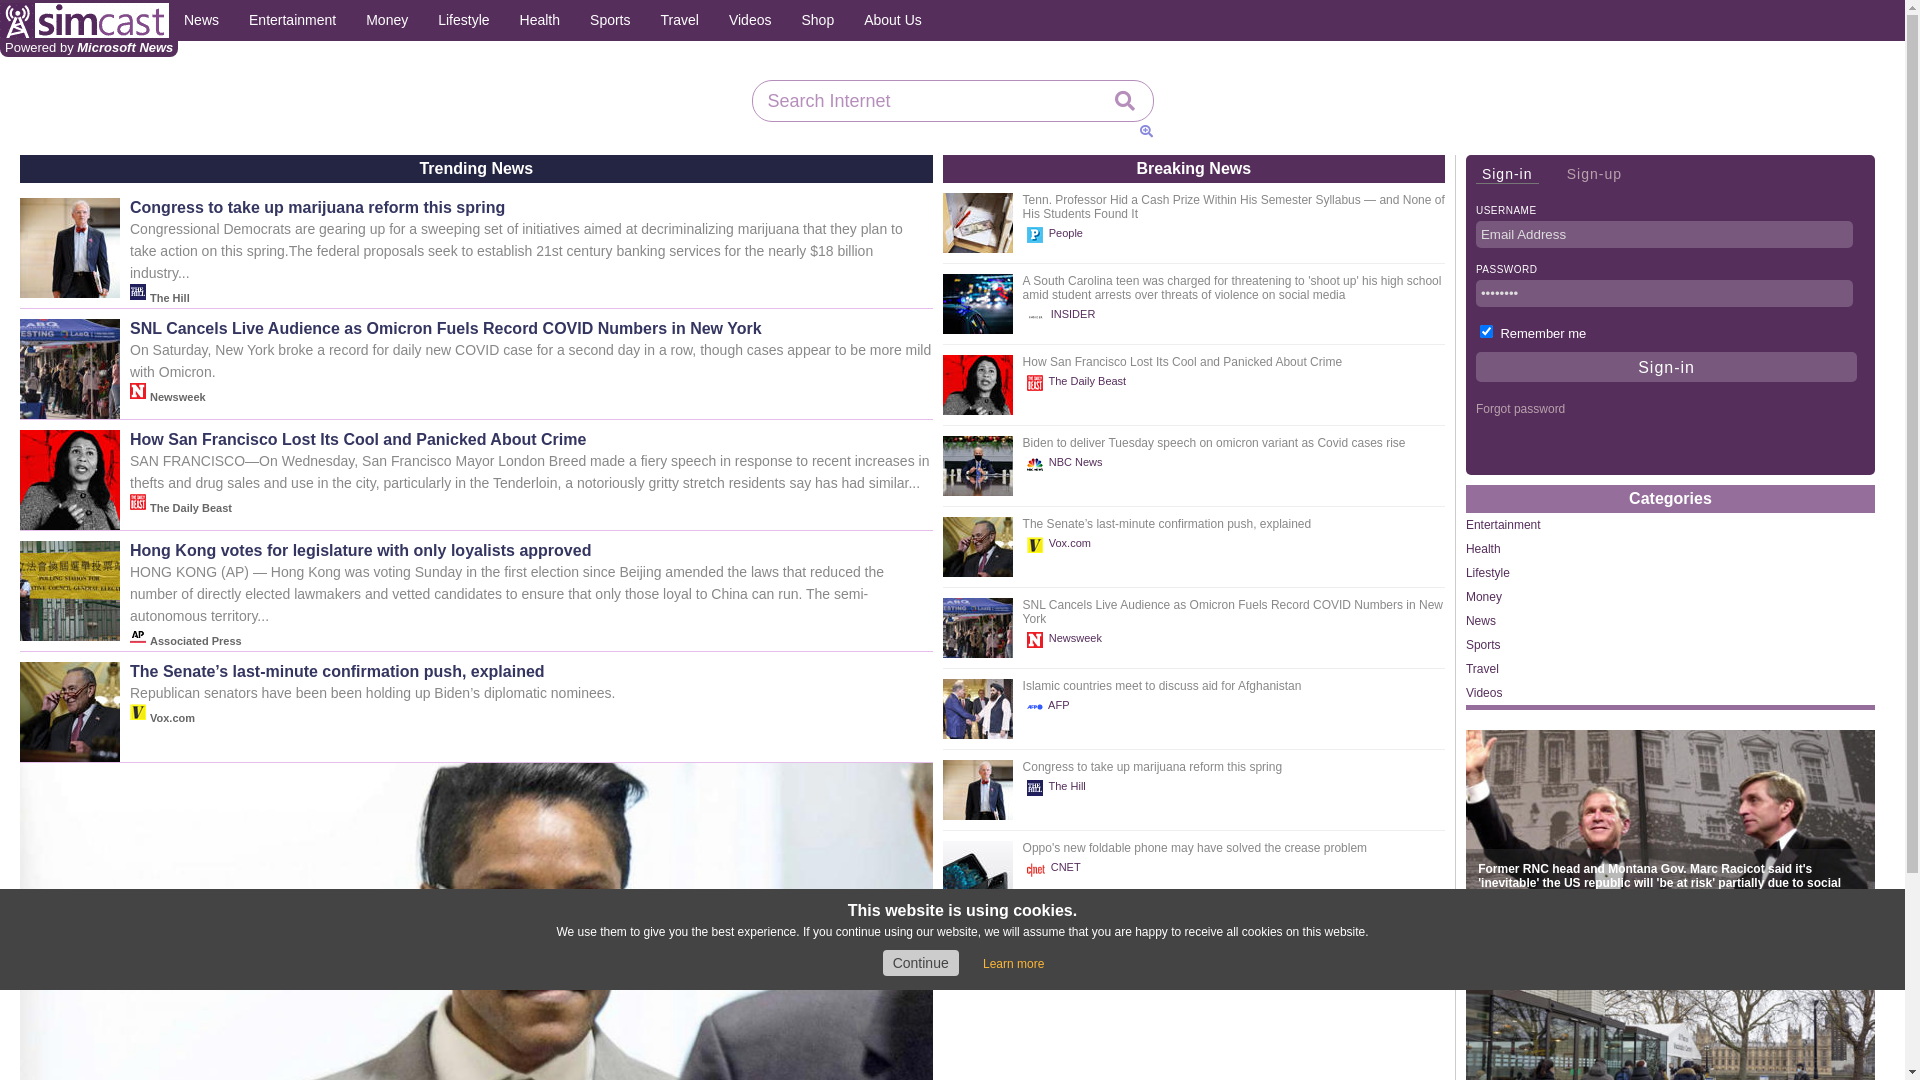 simcast
News
Entertainment
Money
Lifestyle
Health
Sports
Travel
Videos
Shop
About Us
Powered by Microsoft News
Search Internet
Trending News
Congress to take up marijuana reform this spring
Congressional Democrats are gearing up for a sweeping set of initiatives aimed at decriminalizing marijuana that they plan to
take action on this spring.The federal proposals seek to establish 21st century banking services for the nearly $18 billion
industry...
The Hill
SNL Cancels Live Audience as Omicron Fuels Record COVID Numbers in New York
On Saturday, New York broke a record for daily new COVID case for a second day in a row, though cases appear to be more mild
with Omicron.
Newsweek
How San Francisco Lost Its Cool and Panicked About Crime
SAN FRANCISCO—On Wednesday, San Francisco Mayor London Breed made a fiery speech in response to recent increases in
thefts and drug sales and use in the city, particularly in the Tenderloin, a notoriously gritty stretch residents say has had similar...
The Daily Beast
Hong Kong votes for legislature with only loyalists approved
HONG KONG (AP) — Hong Kong was voting Sunday in the first election since Beijing amended the laws that reduced the
number of directly elected lawmakers and vetted candidates to ensure that only those loyal to China can run. The semi-
autonomous territory...
Associated Press
The Senate’s last-minute confirmation push, explained
Republican senators have been been holding up Biden’s diplomatic nominees.
Vox.com
Breaking News
Tenn. Professor Hid a Cash Prize Within His Semester Syllabus — and None of
His Students Found It
People
A South Carolina teen was charged for threatening to 'shoot up' his high school
amid student arrests over threats of violence on social media
INSIDER
How San Francisco Lost Its Cool and Panicked About Crime
The Daily Beast
Biden to deliver Tuesday speech on omicron variant as Covid cases rise
NBC News
The Senate’s last-minute confirmation push, explained
Vox.com
SNL Cancels Live Audience as Omicron Fuels Record COVID Numbers in New
York
Newsweek
Islamic countries meet to discuss aid for Afghanistan
AFP
Congress to take up marijuana reform this spring
The Hill
Oppo's new foldable phone may have solved the crease problem
CNET
Sign-in
Sign-up
USERNAME
Email Address
PASSWORD
••••••••
Remember me
Sign-in
Forgot password
Categories
Entertainment
Health
Lifestyle
Money
News
Sports
Travel
Videos
Former RNC head and Montana Gov. Marc Racicot said it's
'inevitable' the US republic will 'be at risk' partially due to social
This website is using cookies.
We use them to give you the best experience. If you continue using our website, we will assume that you are happy to receive all cookies on this website.
Continue
Learn more